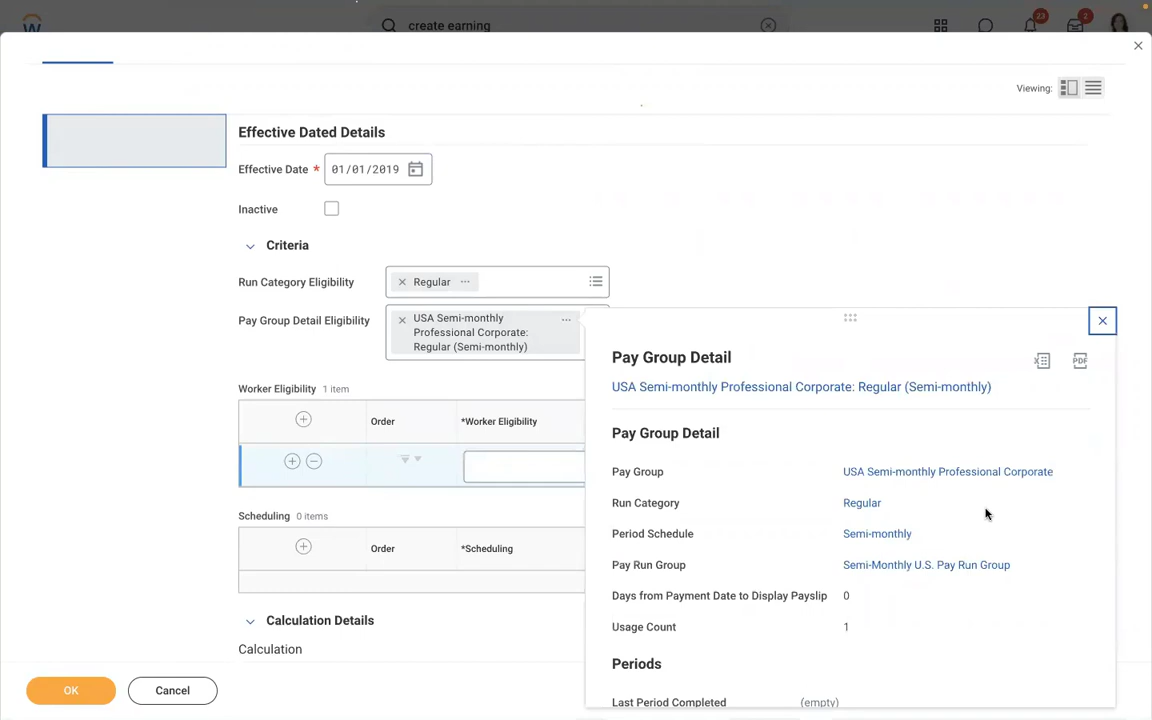 create earning
23
2
Viewing:
Effective Dated Details
Effective Date *
01/01/2019
Inactive
Criteria
Run Category Eligibility
Regular
Pay Group Detail Eligibility
USA Semi-monthly
Professional Corporate:
Regular (Semi-monthly)
Worker Eligibility 1 item
Order
*Worker Eligibility
Scheduling 0 items
Order
*Scheduling
Calculation Details
Calculation
OK
Cancel
Pay Group Detail
PDF
USA Semi-monthly Professional Corporate: Regular (Semi-monthly)
Pay Group Detail
Pay Group USA Semi-monthly Professional Corporate
Run Category Regular
Period Schedule Semi-monthly
Pay Run Group Semi-Monthly U.S. Pay Run Group
Days from Payment Date to Display Payslip 0
Usage Count 1
Periods
Last Period Completed (empty)